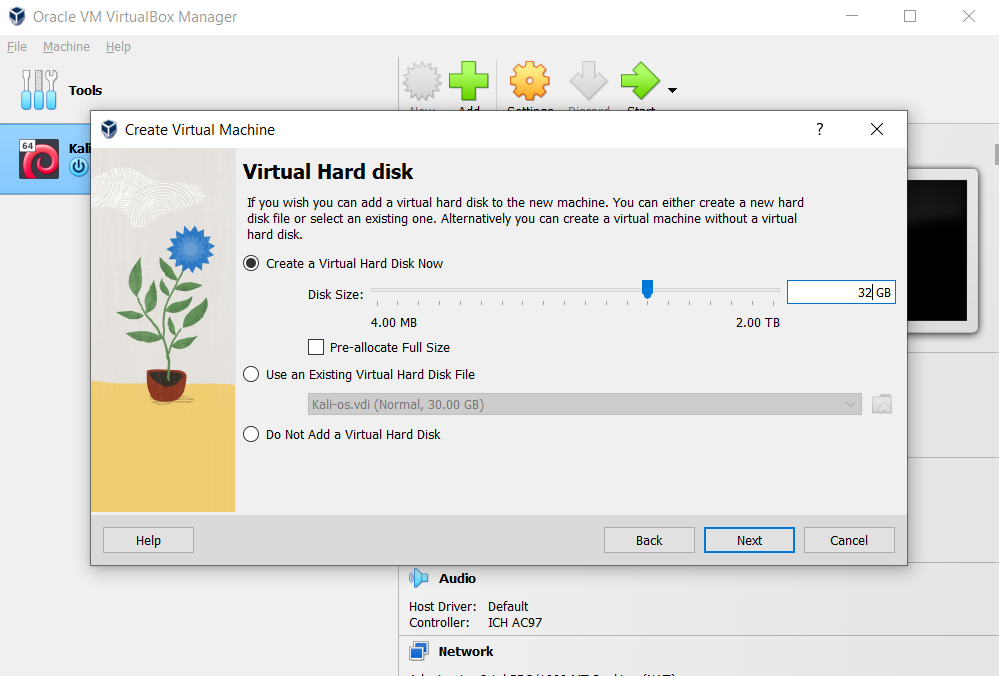 Oracle VM VirtualBox Manager
File Machine Help
Tools
New Add Settings Discard Start
64
Kali
Create Virtual Machine
?
Virtual Hard disk
If you wish you can add a virtual hard disk to the new machine. You can either create a new hard
disk file or select an existing one. Alternatively you can create a virtual machine without a virtual
hard disk.
Create a Virtual Hard Disk Now
Disk Size:
32 GB
4.00 MB 2.00 TB
Pre-allocate Full Size
Use an Existing Virtual Hard Disk File
Kali-os.vdi (Normal, 30.00 GB)
Do Not Add a Virtual Hard Disk
Help Back Next Cancel
Audio
Host Driver: Default
Controller: ICH AC97
Network